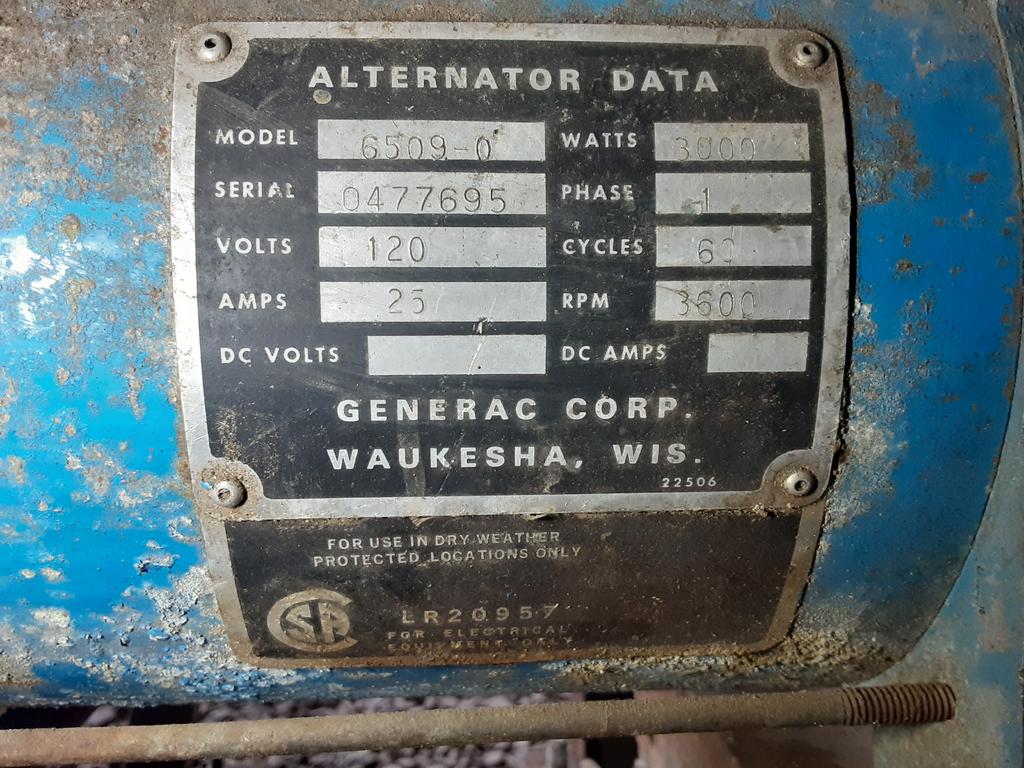 ALTERNATOR DATA
MODEL 6509-0 WATTS 3000
SERIAL 0477695 PHASE 1
VOLTS 120 CYCLES 60
AMPS 25 RPM 3600
DC VOLTS DC AMPS
GENERAC CORP.
WAUKESHA, WIS.
22506
FOR USE IN DRY WEATHER
PROTECTED LOCATIONS ONLY
LR20957
FOR ELECTRICAL
EQUIPMENT ONLY